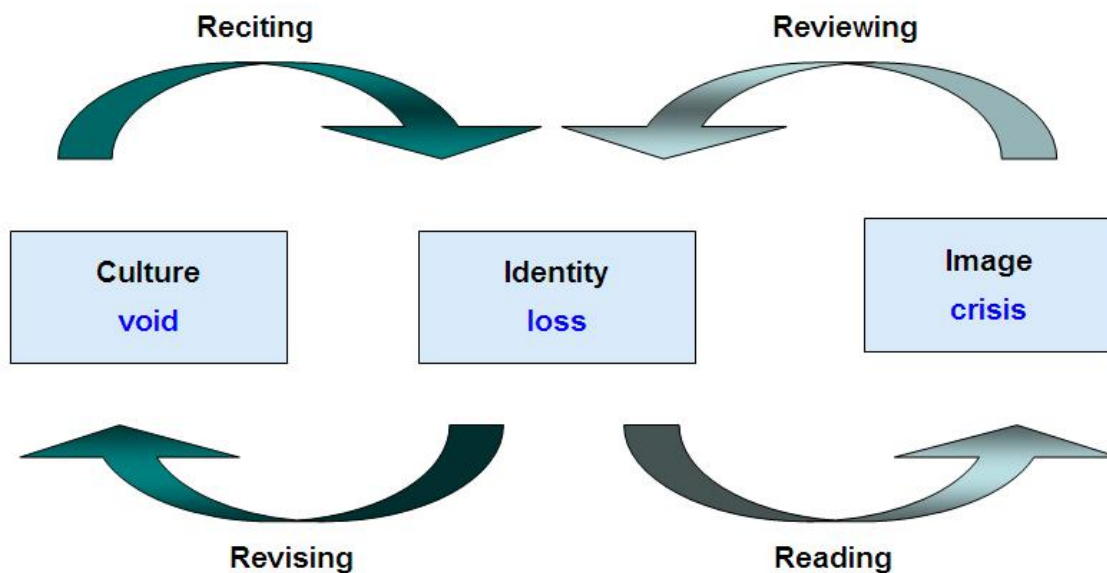 Reciting
Reviewing
Culture
void
Identity
loss
Image
crisis
Revising
Reading